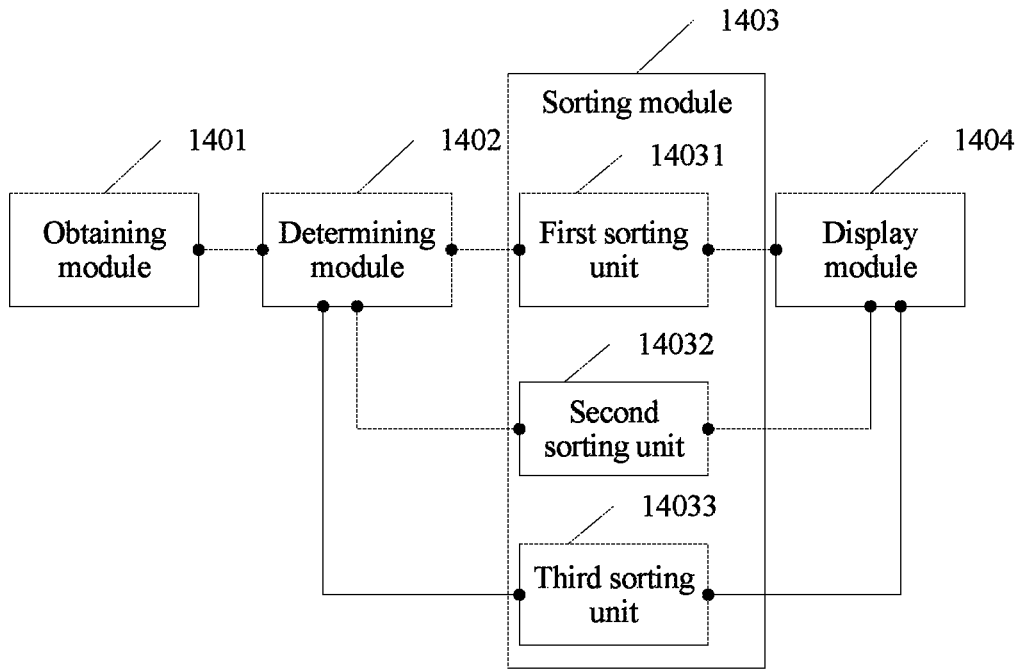 1403
Sorting module
1401
1402
14031
1404
Obtaining
module
Determining
module
First sorting
unit
Display
module
14032
Second
sorting unit
14033
Third sorting
unit